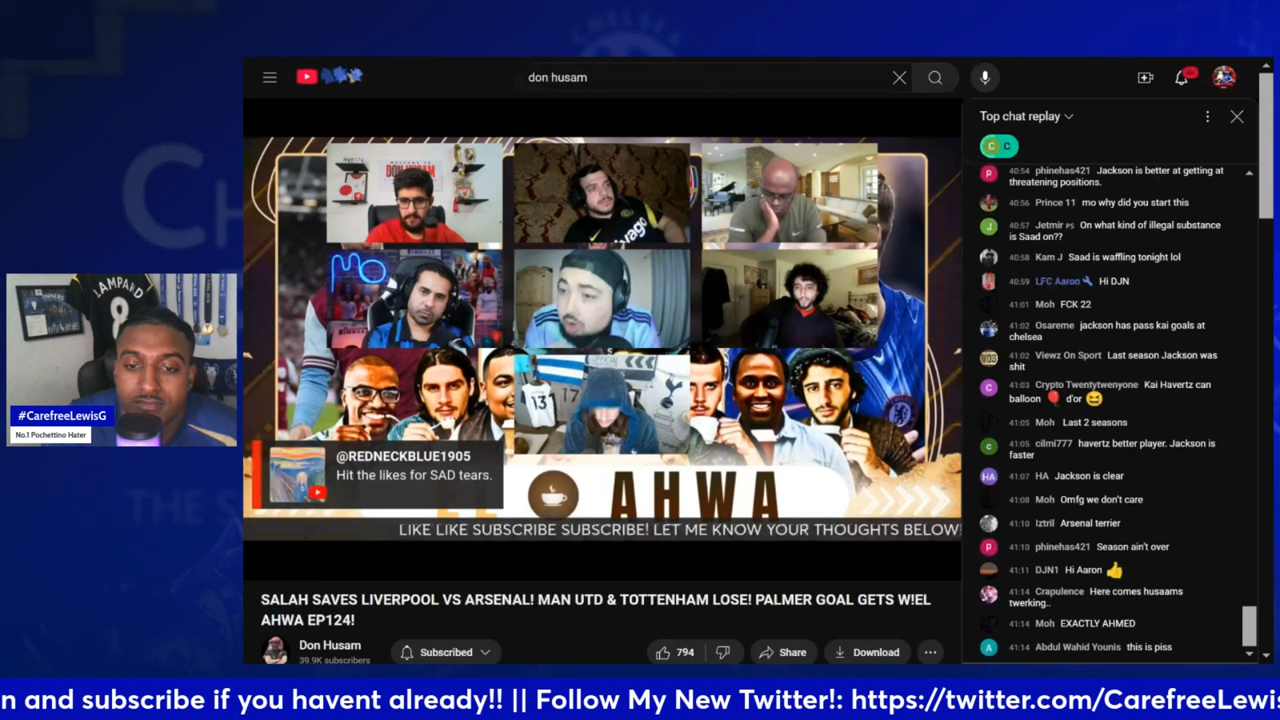 CHELSEA
don husam
Top chat replay
C C
WELCOME TO
DON HUSAM
MO
LAMPARD
8
#CarefreeLewisG
No.1 Pochettino Hater
13
@REDNECKBLUE1905
Hit the likes for SAD tears.
AHWA
LIKE LIKE SUBSCRIBE SUBSCRIBE! LET ME KNOW YOUR THOUGHTS BELOW!
SALAH SAVES LIVERPOOL VS ARSENAL! MAN UTD & TOTTENHAM LOSE! PALMER GOAL GETS W!EL
AHWA EP124!
Don Husam
39.9K subscribers
Subscribed
794
Share
Download
40:54 phinehas421 Jackson is better at getting at
threatening positions.
40:56 Prince 11 mo why did you start this
40:57 Jetmir PS On what kind of illegal substance
is Saad on??
40:58 Kam J Saad is waffling tonight lol
40:59 LFC Aaron Hi DJN
41:01 Moh FCK 22
41:02 Osareme jackson has pass kai goals at
chelsea
41:02 Viewz On Sport Last season Jackson was
shit
41:03 Crypto Twentytwenyone Kai Havertz can
balloon 🎈 d'or 😆
41:05 Moh Last 2 seasons
41:05 cilmi777 havertz better player. Jackson is
faster
41:07 HA Jackson is clear
41:08 Moh Omfg we don't care
41:10 Iztril Arsenal terrier
41:10 phinehas421 Season ain't over
41:11 DJN1 Hi Aaron 👍
41:14 Crapulence Here comes husaams
twerking..
41:14 Moh EXACTLY AHMED
41:14 Abdul Wahid Younis this is piss
n and subscribe if you havent already!! || Follow My New Twitter!: https://twitter.com/CarefreeLewis